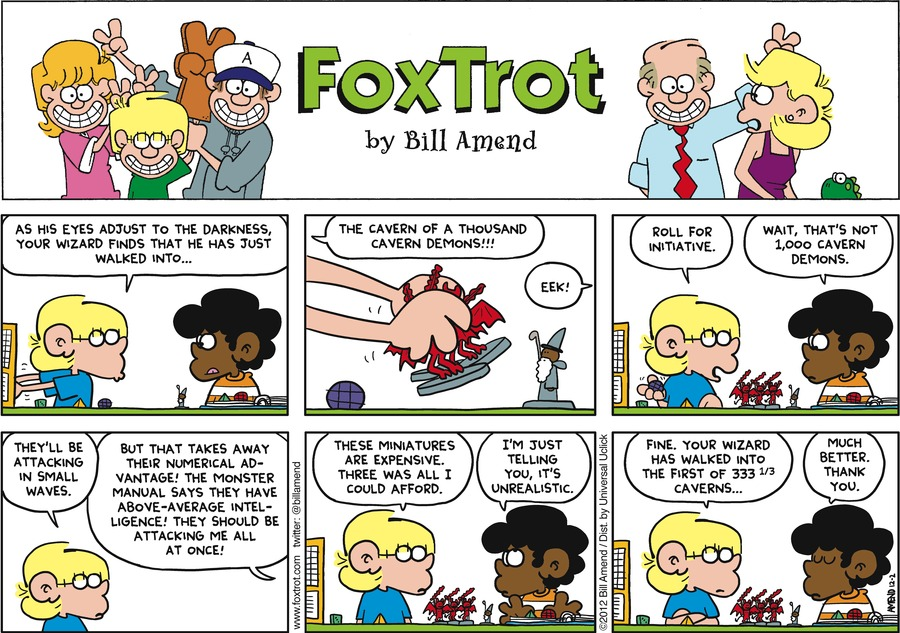 A
FoxTrot
by Bill Amend
AS HIS EYES ADJUST TO THE DARKNESS,
YOUR WIZARD FINDS THAT HE HAS JUST
WALKED INTO...
THE CAVERN OF A THOUSAND
CAVERN DEMONS!!!
EEK!
ROLL FOR
INITIATIVE.
WAIT, THAT'S NOT
1,000 CAVERN
DEMONS.
THEY'LL BE
ATTACKING
IN SMALL
WAVES.
BUT THAT TAKES AWAY
THEIR NUMERICAL AD-
VANTAGE! THE MONSTER
MANUAL SAYS THEY HAVE
ABOVE-AVERAGE INTEL-
LIGENCE! THEY SHOULD BE
ATTACKING ME ALL
AT ONCE!
www.foxtrot.com twitter: @billamend
THESE MINIATURES
ARE EXPENSIVE.
THREE WAS ALL I
COULD AFFORD.
I'M JUST
TELLING
YOU, IT'S
UNREALISTIC.
©2012 Bill Amend / Dist. by Universal Uclick
FINE. YOUR WIZARD
HAS WALKED INTO
THE FIRST OF 333 1/3
CAVERNS...
MUCH
BETTER.
THANK
YOU.
AMEND 12-2